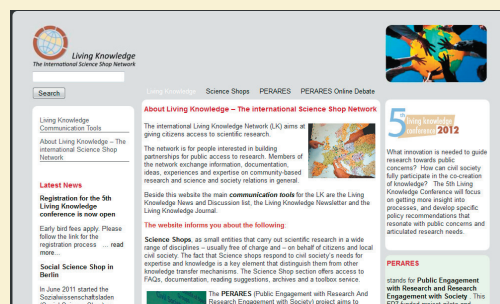 Living Knowledge
The International Science Shop Network
Search
Living Knowledge Science Shops PERARES PERARES Online Debate
Living Knowledge
Communication Tools
About Living Knowledge – The
international Science Shop
Network
Latest News
Registration for the 5th
Living Knowledge
conference is now open
Early bird fees apply. Please
follow the link for the
registration process ... read
more...
Social Science Shop in
Berlin
In June 2011 started the
Sozialwissenschaftsladen
About Living Knowledge – The international Science Shop Network
The international Living Knowledge Network (LK) aims at
giving citizens access to scientific research.
The network is for people interested in building
partnerships for public access to research. Members of
the network exchange information, documentation,
ideas, experiences and expertise on community-based
research and science and society relations in general.
Beside this website the main communication tools for the LK are the Living
Knowledge News and Discussion list, the Living Knowledge Newsletter and the
Living Knowledge Journal.
The website informs you about the following:
Science Shops, as small entities that carry out scientific research in a wide
range of disciplines – usually free of charge and – on behalf of citizens and local
civil society. The fact that Science Shops respond to civil society's needs for
expertise and knowledge is a key element that distinguish them from other
knowledge transfer mechanisms. The Science Shop section offers access to
FAQs, documentation, reading suggestions, archives and a toolbox service.
The PERARES (Public Engagement with Research And
Research Engagement with Society) project aims to
5th living knowledge
conference 2012
What innovation is needed to guide
research towards public
concerns? How can civil society
fully participate in the co-creation
of knowledge? The 5th Living
Knowledge Conference will focus
on getting more insight into
processes, and develop specific
policy recommendations that
resonate with public concerns and
articulated research needs.
PERARES
stands for Public Engagement
with Research and Research
Engagement with Society. This